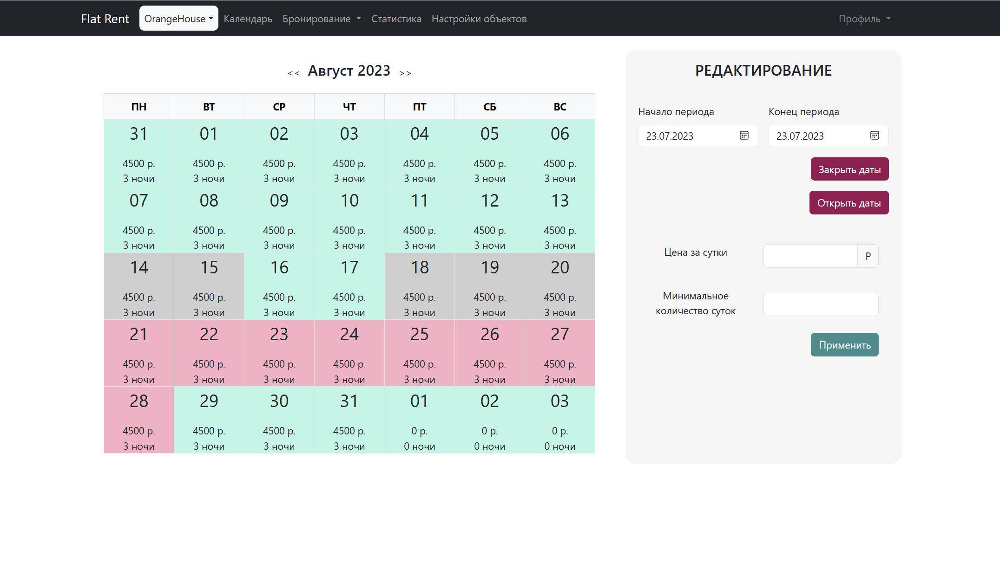 Flat Rent OrangeHouse Календарь Бронирование Статистика Настройки объектов Профиль
<< Август 2023 >>
ПН ВТ СР ЧТ ПТ СБ ВС
31 01 02 03 04 05 06
4500 р. 4500 р. 4500 р. 4500 р. 4500 р. 4500 р. 4500 р.
3 ночи 3 ночи 3 ночи 3 ночи 3 ночи 3 ночи 3 ночи
07 08 09 10 11 12 13
4500 р. 4500 р. 4500 р. 4500 р. 4500 р. 4500 р. 4500 р.
3 ночи 3 ночи 3 ночи 3 ночи 3 ночи 3 ночи 3 ночи
14 15 16 17 18 19 20
4500 р. 4500 р. 4500 р. 4500 р. 4500 р. 4500 р. 4500 р.
3 ночи 3 ночи 3 ночи 3 ночи 3 ночи 3 ночи 3 ночи
21 22 23 24 25 26 27
4500 р. 4500 р. 4500 р. 4500 р. 4500 р. 4500 р. 4500 р.
3 ночи 3 ночи 3 ночи 3 ночи 3 ночи 3 ночи 3 ночи
28 29 30 31 01 02 03
4500 р. 4500 р. 4500 р. 4500 р. 0 р. 0 р. 0 р.
3 ночи 3 ночи 3 ночи 3 ночи 0 ночи 0 ночи 0 ночи
РЕДАКТИРОВАНИЕ
Начало периода Конец периода
23.07.2023 23.07.2023
Закрыть даты
Открыть даты
Цена за сутки Р
Минимальное
количество суток
Применить